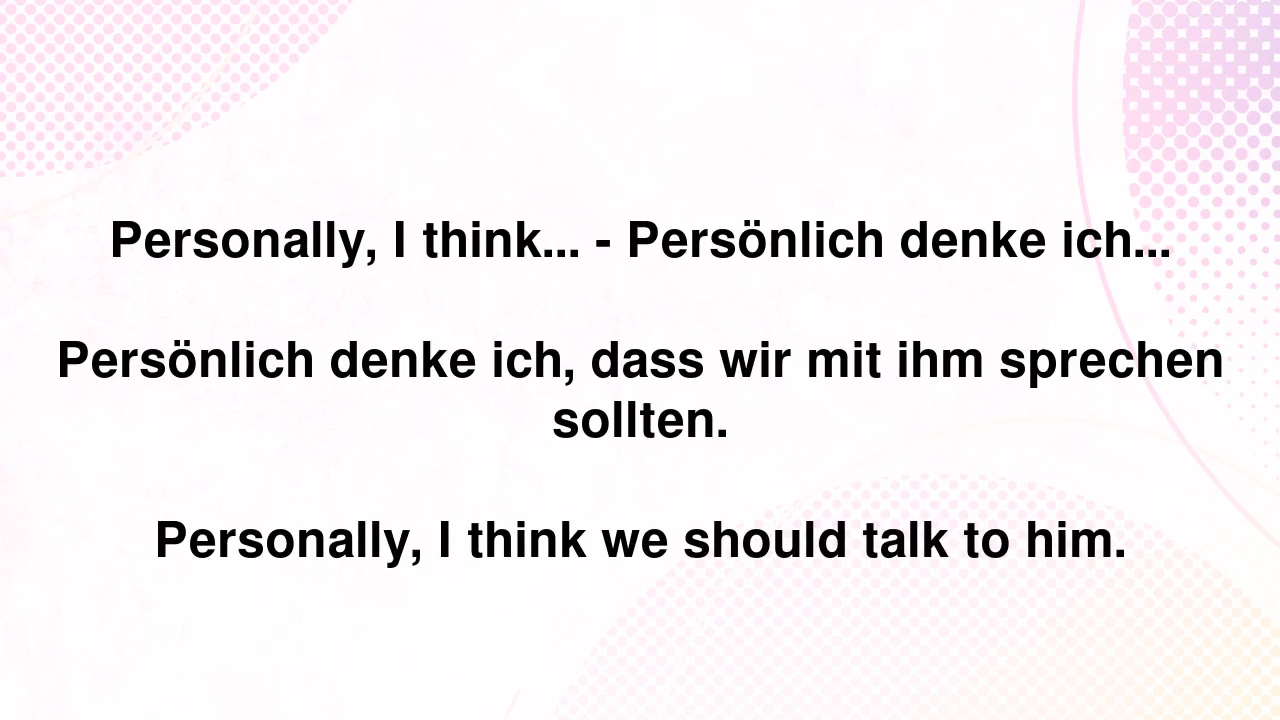 Personally, I think... - Persönlich denke ich...
Persönlich denke ich, dass wir mit ihm sprechen
sollten.
Personally, I think we should talk to him.